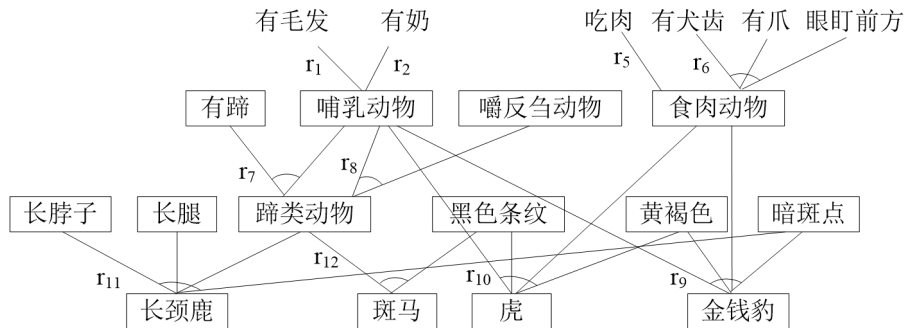 有毛发 有奶 吃肉 有犬齿 有爪 眼盯前方
r1 r2 r5 r6
有蹄 哺乳动物 嚼反刍动物 食肉动物
r7 r8
长脖子 长腿 蹄类动物 黑色条纹 黄褐色 暗斑点
r11 r12 r10 r9
长颈鹿 斑马 虎 金钱豹